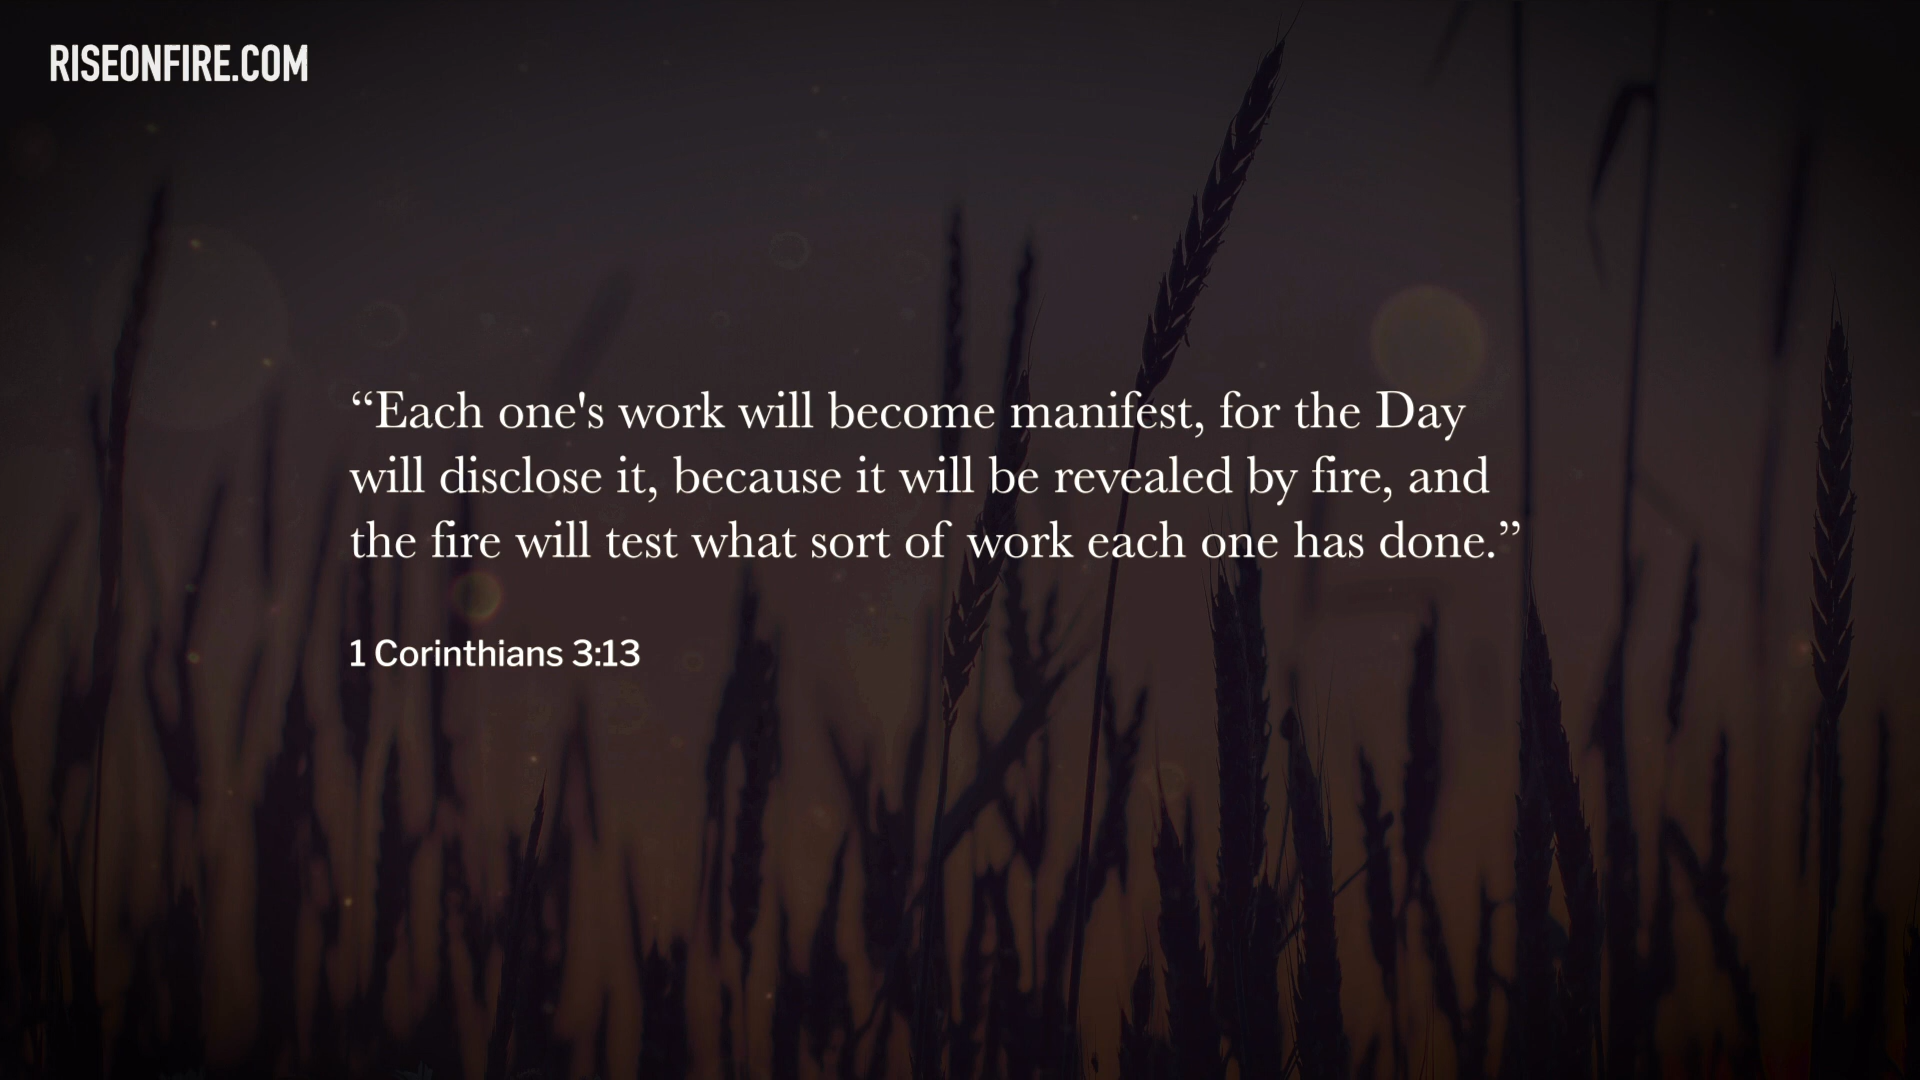 RISEONFIRE.COM
“Each one's work will become manifest, for the Day
will disclose it, because it will be revealed by fire, and
the fire will test what sort of work each one has done.”
1 Corinthians 3:13